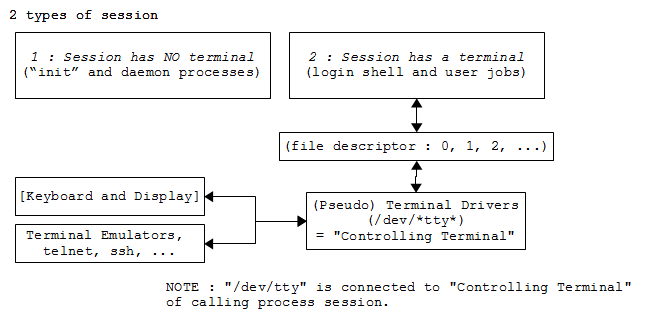 2 types of session
1 : Session has NO terminal
(“init” and daemon processes)
2 : Session has a terminal
(login shell and user jobs)
(file descriptor : 0, 1, 2, ...)
[Keyboard and Display]
(Pseudo) Terminal Drivers
(/dev/*tty*)
= "Controlling Terminal"
Terminal Emulators,
telnet, ssh, ...
NOTE : "/dev/tty" is connected to "Controlling Terminal"
of calling process session.